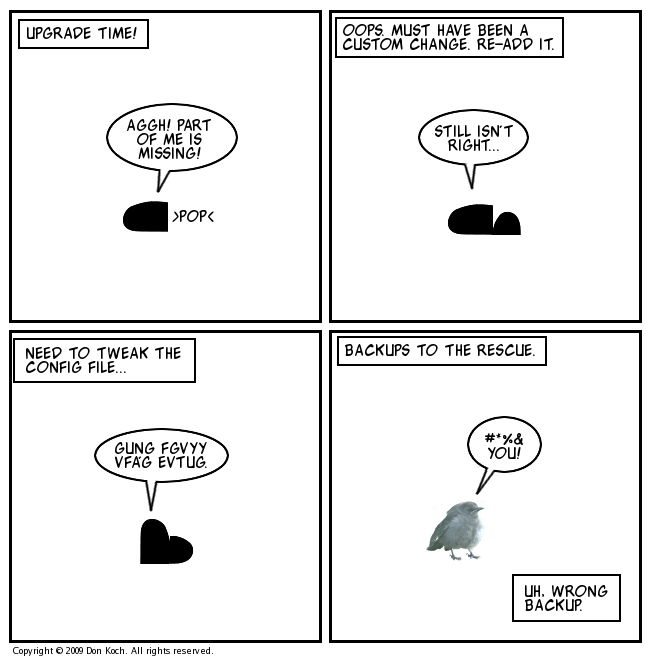 UPGRADE TIME!
AGGH! PART
OF ME IS
MISSING!
>POP<
OOPS. MUST HAVE BEEN A
CUSTOM CHANGE. RE-ADD IT.
STILL ISN'T
RIGHT...
NEED TO TWEAK THE
CONFIG FILE...
GUNG FGVYY
VFA'G EVTUG.
BACKUPS TO THE RESCUE.
#*%&
YOU!
UH, WRONG
BACKUP.
Copyright © 2009 Don Koch. All rights reserved.